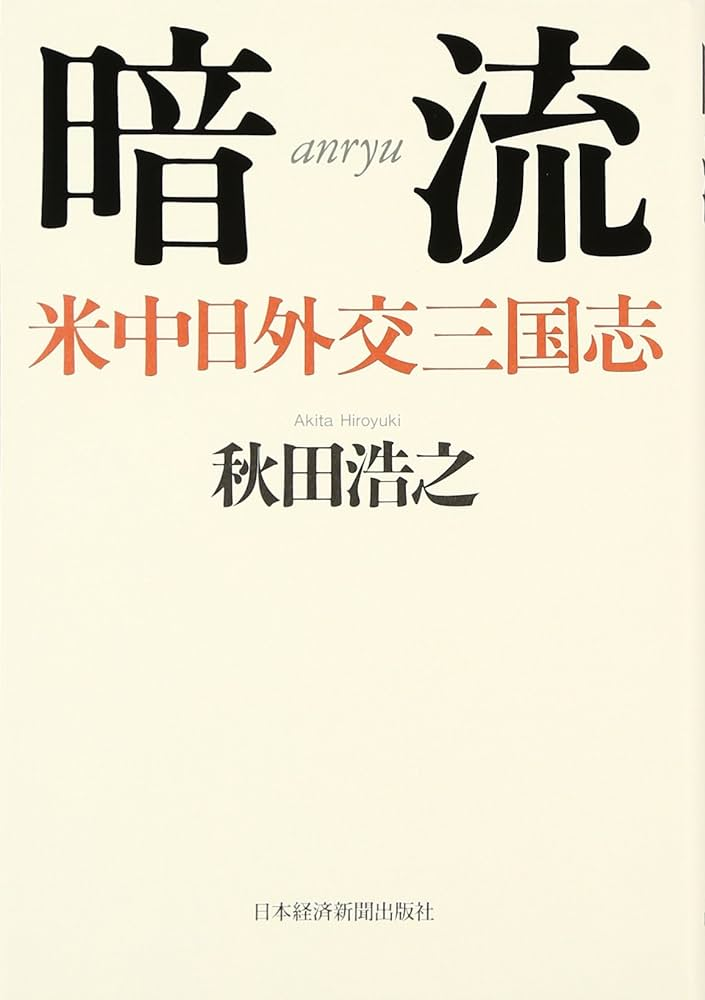 暗流
anryu
米中日外交三国志
Akita Hiroyuki
秋田浩之
日本経済新聞出版社